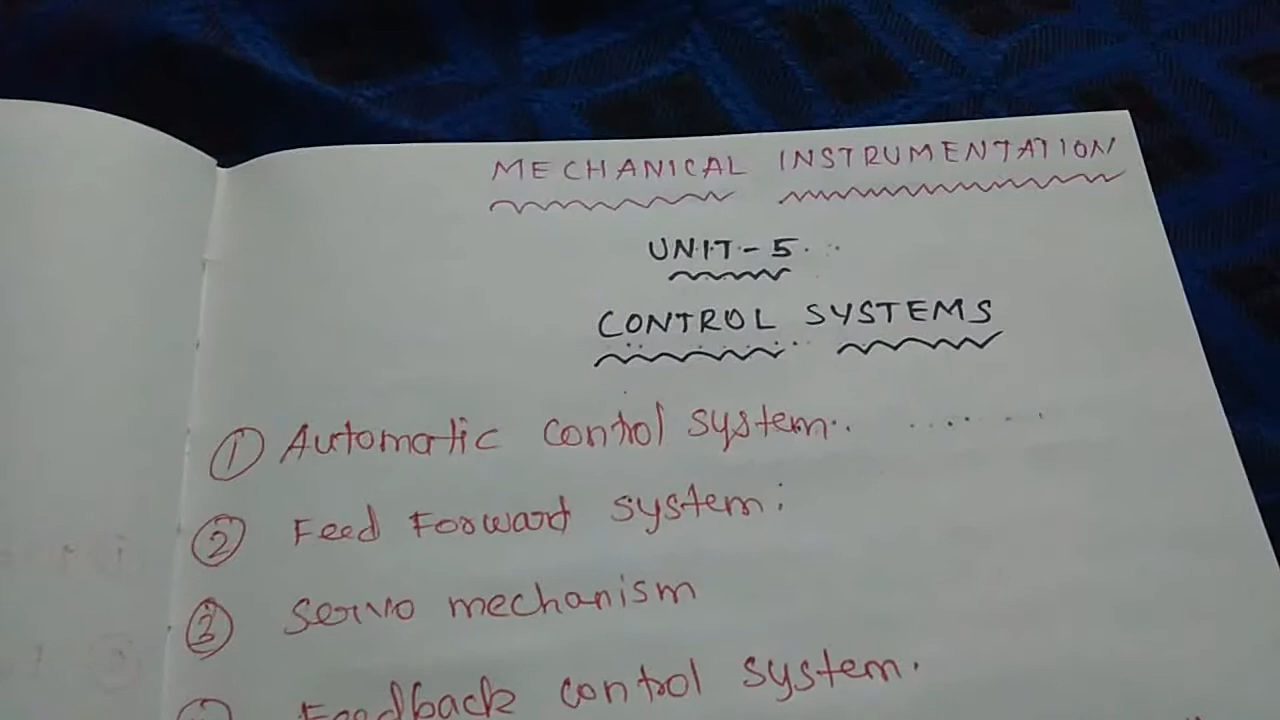 MECHANICAL INSTRUMENTATION
UNIT-5
CONTROL SYSTEMS
① Automatic control system.
② Feed Forward system:
③ Servo mechanism
Feedback control system.